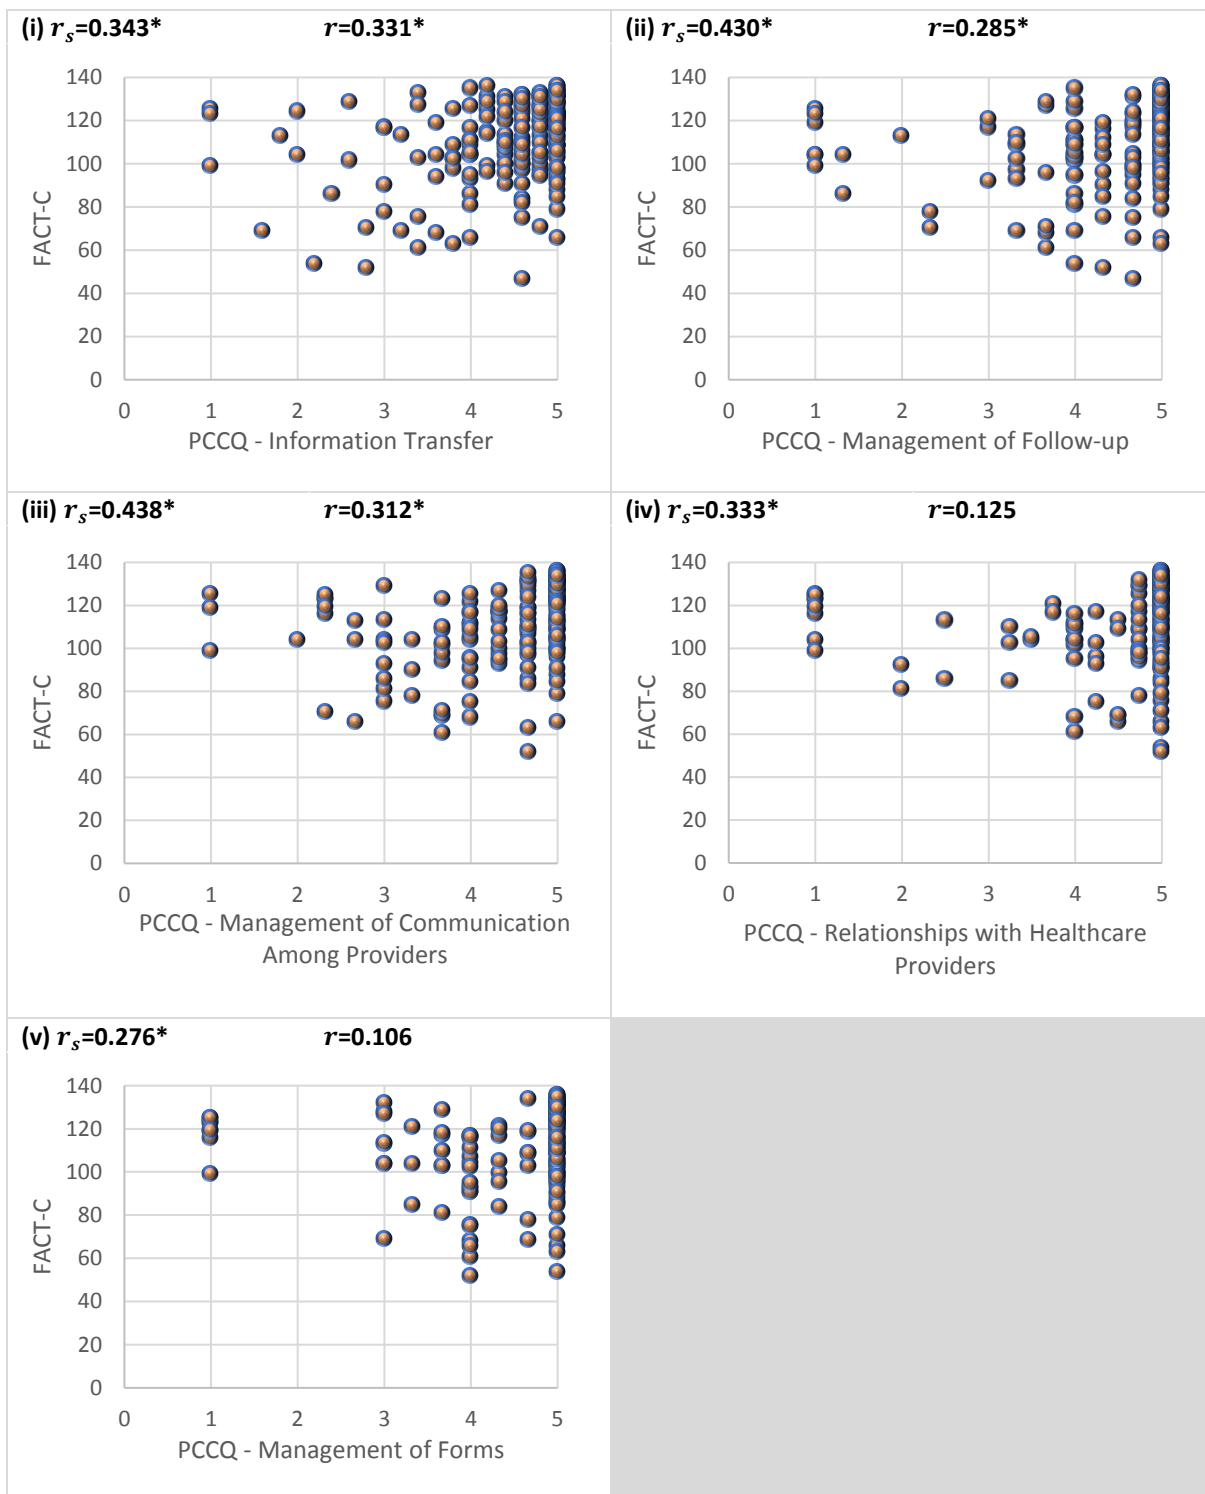 (i) rₛ=0.343* r=0.331*
140
120
100
80
60
40
20
0
FACT-C
0 1 2 3 4 5
PCCQ - Information Transfer
(ii) rₛ=0.430* r=0.285*
140
120
100
80
60
40
20
0
FACT-C
0 1 2 3 4 5
PCCQ - Management of Follow-up
(iii) rₛ=0.438* r=0.312*
140
120
100
80
60
40
20
0
FACT-C
0 1 2 3 4 5
PCCQ - Management of Communication
Among Providers
(iv) rₛ=0.333* r=0.125
140
120
100
80
60
40
20
0
FACT-C
0 1 2 3 4 5
PCCQ - Relationships with Healthcare
Providers
(v) rₛ=0.276* r=0.106
140
120
100
80
60
40
20
0
FACT-C
0 1 2 3 4 5
PCCQ - Management of Forms